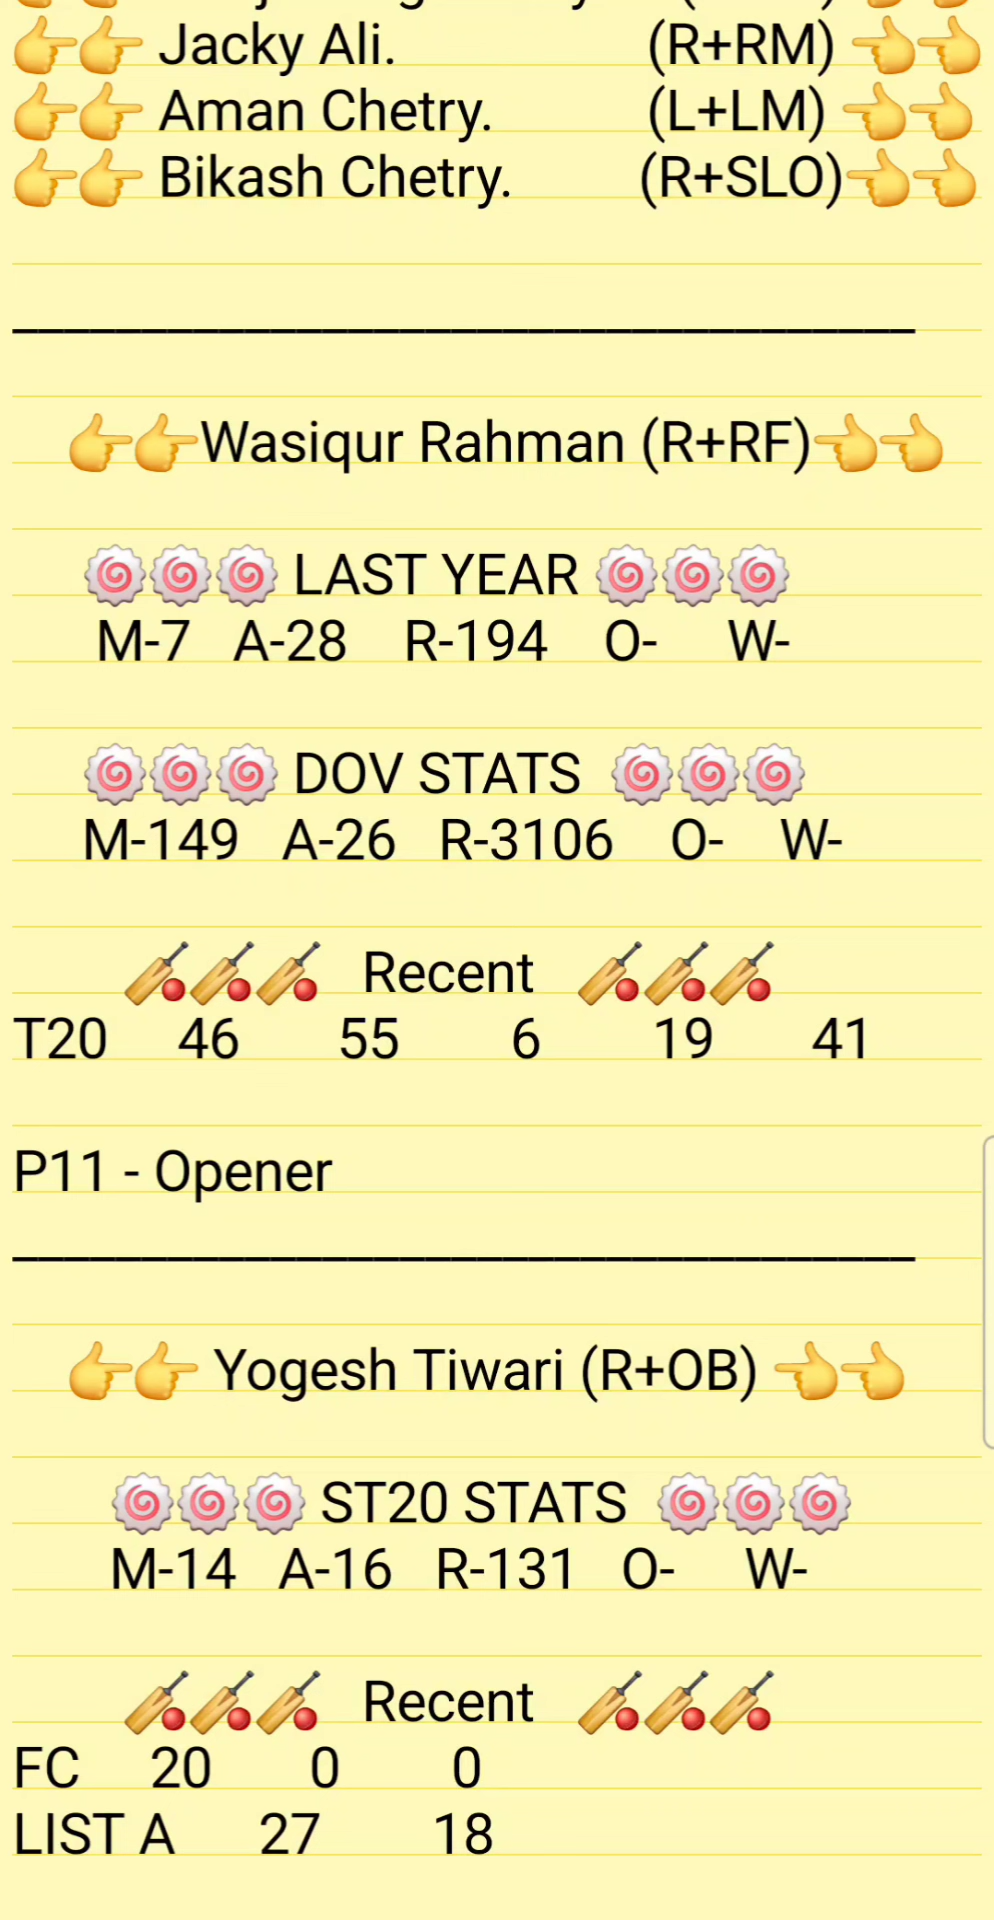 👉👉 Jacky Ali. (R+RM) 👈👈
👉👉 Aman Chetry. (L+LM) 👈👈
👉👉 Bikash Chetry. (R+SLO)👈👈
___________________________________
👉👉Wasiqur Rahman (R+RF)👈👈
🍥🍥🍥 LAST YEAR 🍥🍥🍥
M-7 A-28 R-194 O- W-
🍥🍥🍥 DOV STATS 🍥🍥🍥
M-149 A-26 R-3106 O- W-
🏏🏏🏏 Recent 🏏🏏🏏
T20 46 55 6 19 41
P11 - Opener
___________________________________
👉👉 Yogesh Tiwari (R+OB) 👈👈
🍥🍥🍥 ST20 STATS 🍥🍥🍥
M-14 A-16 R-131 O- W-
🏏🏏🏏 Recent 🏏🏏🏏
FC 20 0 0
LIST A 27 18